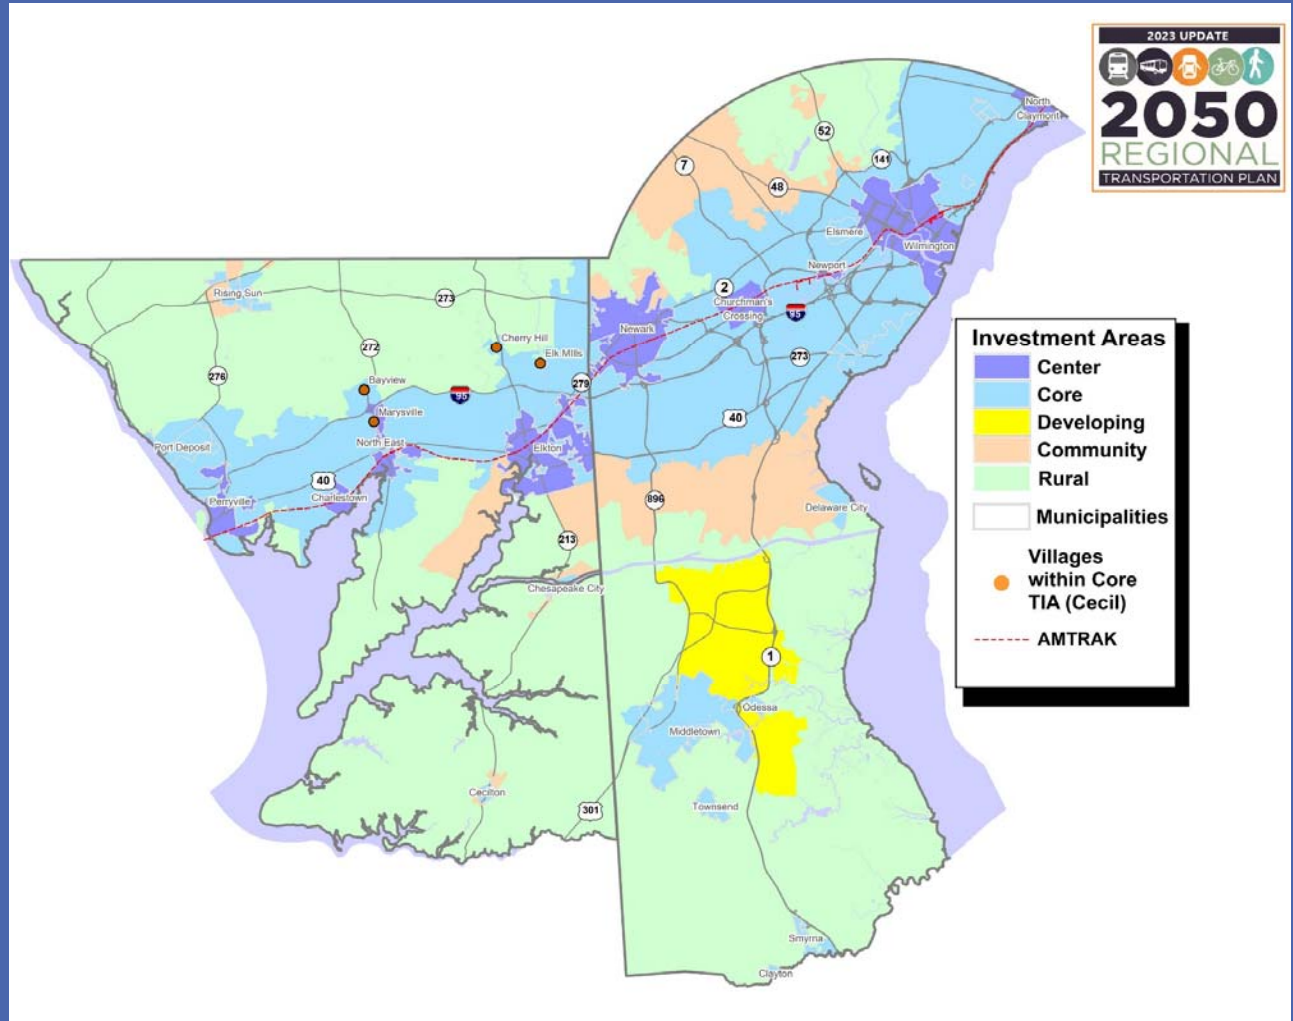 2023 UPDATE
2050
REGIONAL
TRANSPORTATION PLAN
North
Claymont
52
141
7
48
Elsmere
Wilmington
Newport
2
Churchman's
Crossing
95
Newark
273
Rising Sun
273
Cherry Hill
Elk MIlls
272
276
279
Bayview
95
Marysville
40
Port Deposit
North East
Elkton
40
Charlestown
Perryville
896
Delaware City
213
Chesapeake City
1
Odessa
Middletown
Cecilton
301
Townsend
Smyrna
Clayton
Investment Areas
Center
Core
Developing
Community
Rural
Municipalities
Villages
within Core
TIA (Cecil)
AMTRAK